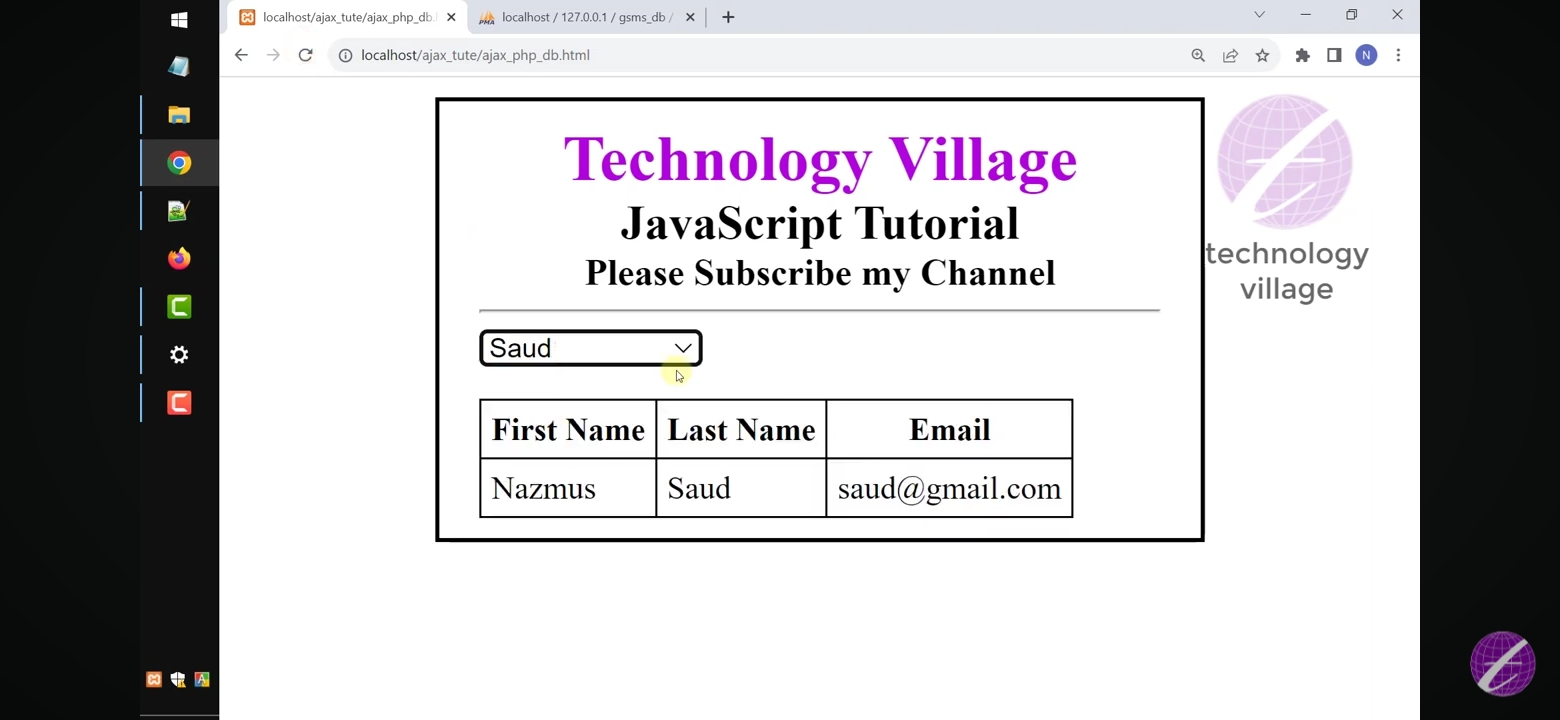 localhost/ajax_tute/ajax_php_db.
localhost / 127.0.0.1 / gsms_db /
localhost/ajax_tute/ajax_php_db.html
N
Technology Village
JavaScript Tutorial
Please Subscribe my Channel
technology
village
Saud
First Name Last Name Email
Nazmus Saud saud@gmail.com